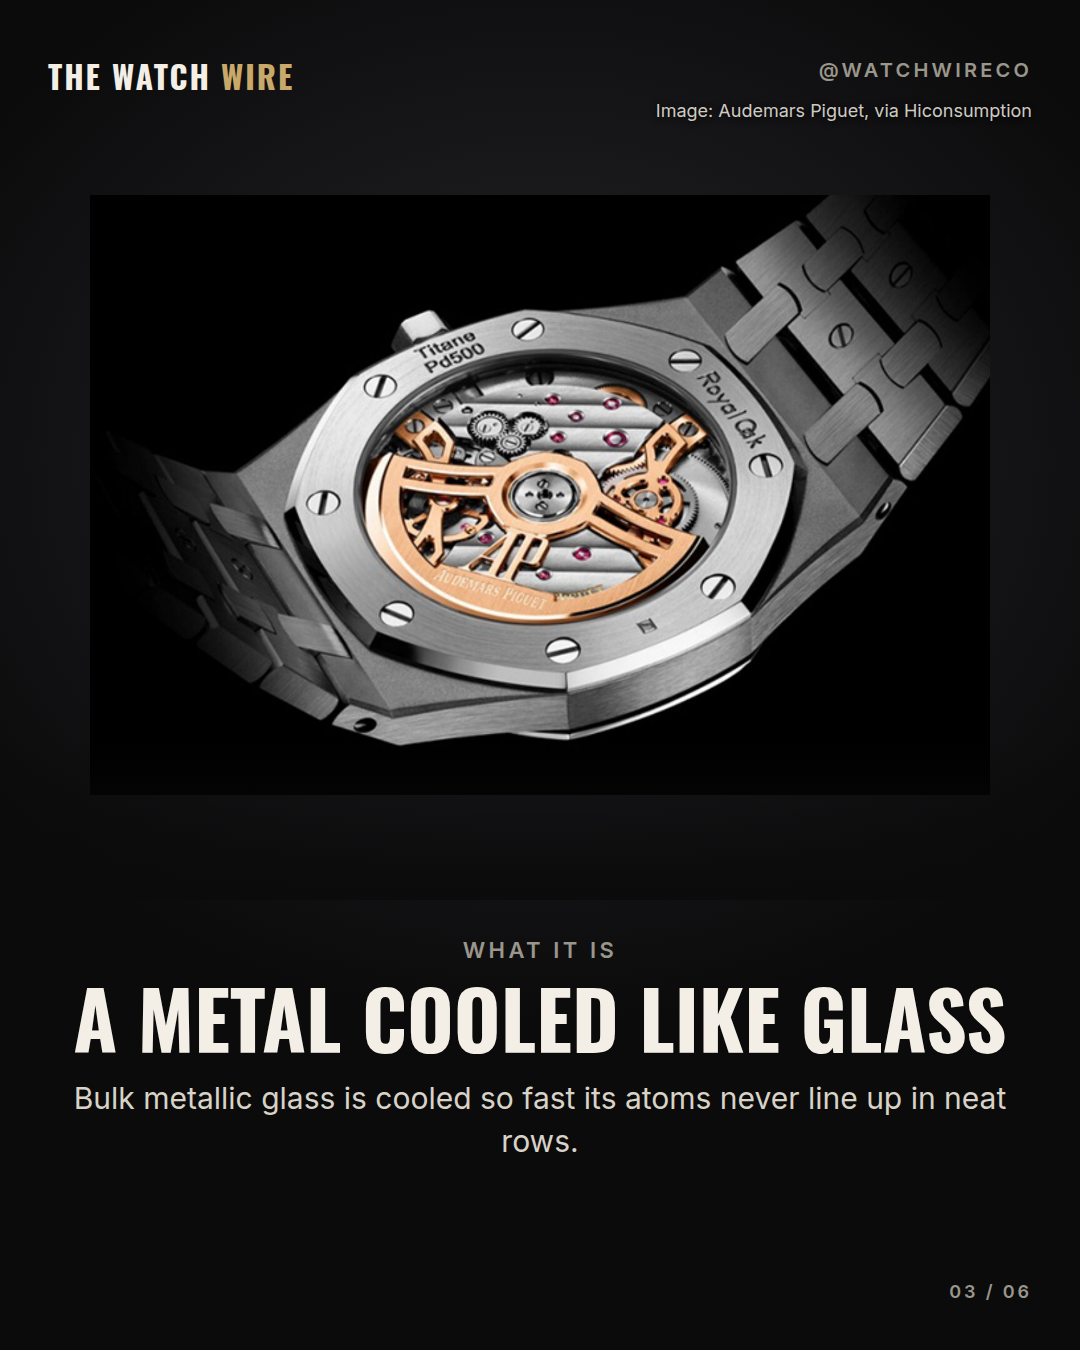 THE WATCH WIRE
@WATCHWIRECO
Image: Audemars Piguet, via Hiconsumption
Titane
Pd500
Royal Oak
AP
AUDEMARS PIGUET
WHAT IT IS
A METAL COOLED LIKE GLASS
Bulk metallic glass is cooled so fast its atoms never line up in neat
rows.
03 / 06